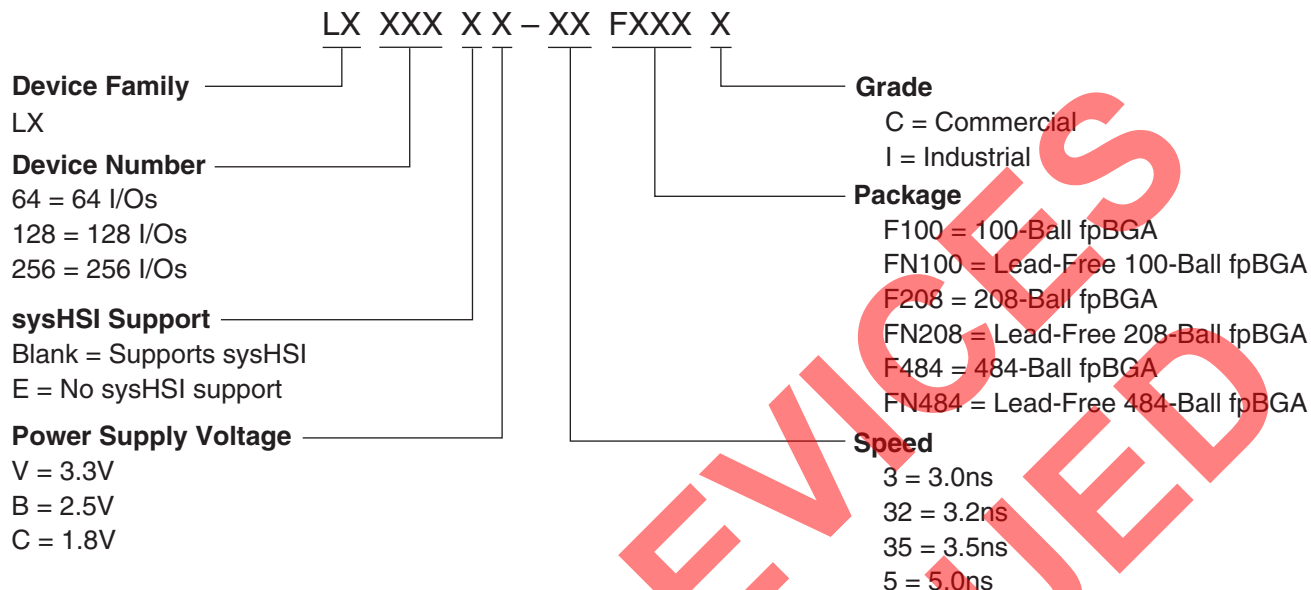 LX XXX X X – XX FXXX X
Device Family
LX
Device Number
64 = 64 I/Os
128 = 128 I/Os
256 = 256 I/Os
sysHSI Support
Blank = Supports sysHSI
E = No sysHSI support
Power Supply Voltage
V = 3.3V
B = 2.5V
C = 1.8V
Grade
C = Commercial
I = Industrial
Package
F100 = 100-Ball fpBGA
FN100 = Lead-Free 100-Ball fpBGA
F208 = 208-Ball fpBGA
FN208 = Lead-Free 208-Ball fpBGA
F484 = 484-Ball fpBGA
FN484 = Lead-Free 484-Ball fpBGA
Speed
3 = 3.0ns
32 = 3.2ns
35 = 3.5ns
5 = 5.0ns
EVICES
UED